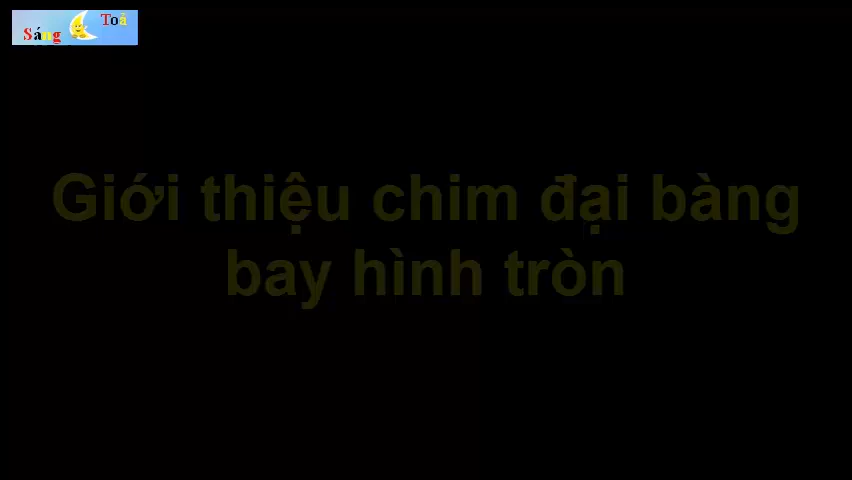 Sáng Toả
Giới thiệu chim đại bàng
bay hình tròn